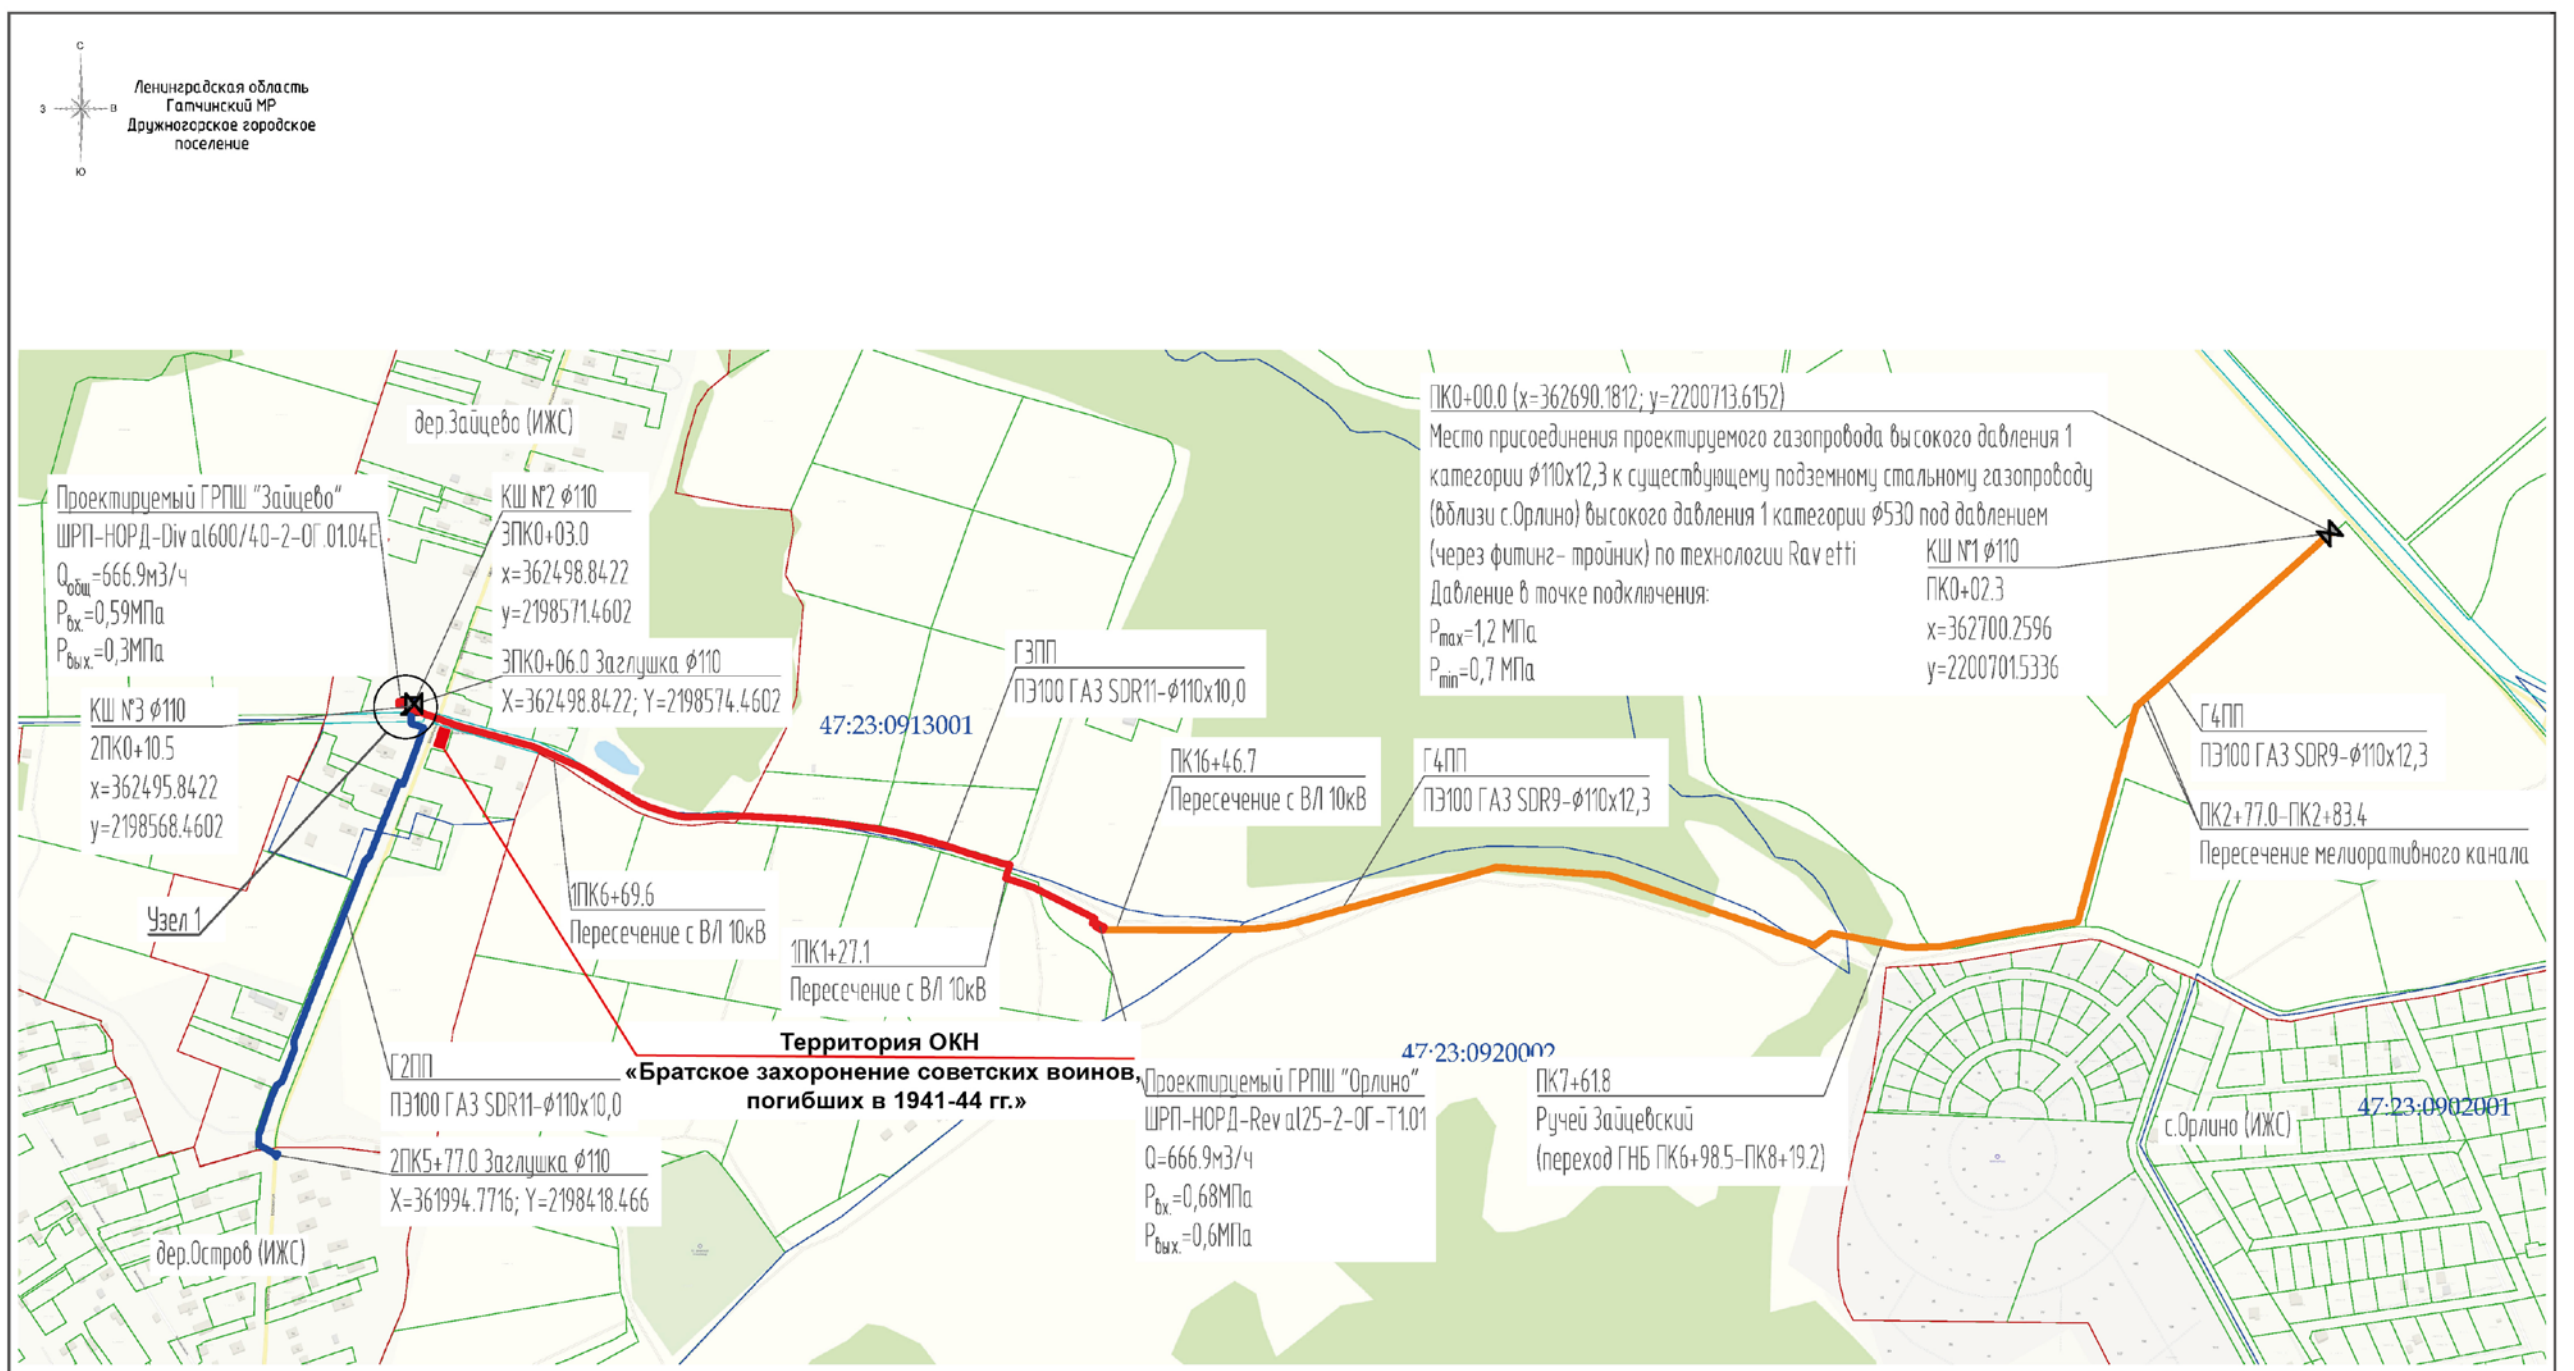 С
З
В
Ю
Ленинградская область
Гатчинский МР
Дружногорское городское
поселение
дер.Зайцево (ИЖС)
Проектируемый ГРПШ "Зайцево"
ШРП-НОРД-Dival600/40-2-ОГ.01.04Е
Qобщ=666.9м3/ч
Pвх.=0,59МПа
Pвых.=0,3МПа
КШ №2 ϕ110
3ПК0+03.0
x=362498.8422
y=2198571.4602
3ПК0+06.0 Заглушка ϕ110
X=362498.8422; Y=2198574.4602
КШ №3 ϕ110
2ПК0+10.5
x=362495.8422
y=2198568.4602
Узел 1
47:23:0913001
Г3ПП
ПЭ100 ГАЗ SDR11-ϕ110x10,0
ПК0+00.0 (x=362690.1812; y=2200713.6152)
Место присоединения проектируемого газопровода высокого давления 1
категории ϕ110x12,3 к существующему подземному стальному газопроводу
(вблизи с.Орлино) высокого давления 1 категории ϕ530 под давлением
(через фитинг- тройник) по технологии Ravetti
Давление в точке подключения:
Pmax=1,2 МПа
Pmin=0,7 МПа
КШ №1 ϕ110
ПК0+02.3
x=362700.2596
y=2200701.5336
Г4ПП
ПЭ100 ГАЗ SDR9-ϕ110x12,3
ПК2+77.0-ПК2+83.4
Пересечение мелиоративного канала
ПК16+46.7
Пересечение с ВЛ 10кВ
Г4ПП
ПЭ100 ГАЗ SDR9-ϕ110x12,3
1ПК6+69.6
Пересечение с ВЛ 10кВ
1ПК1+27.1
Пересечение с ВЛ 10кВ
Территория ОКН
«Братское захоронение советских воинов,
погибших в 1941-44 гг.»
Г2ПП
ПЭ100 ГАЗ SDR11-ϕ110x10,0
2ПК5+77.0 Заглушка ϕ110
X=361994.7716; Y=2198418.466
дер.Остров (ИЖС)
47:23:0920002
Проектируемый ГРПШ "Орлино"
ШРП-НОРД-Reval25-2-ОГ-Т1.01
Q=666.9м3/ч
Pвх.=0,68МПа
Pвых.=0,6МПа
ПК7+61.8
Ручей Зайцевский
(переход ГНБ ПК6+98.5-ПК8+19.2)
47:23:0902001
с.Орлино (ИЖС)